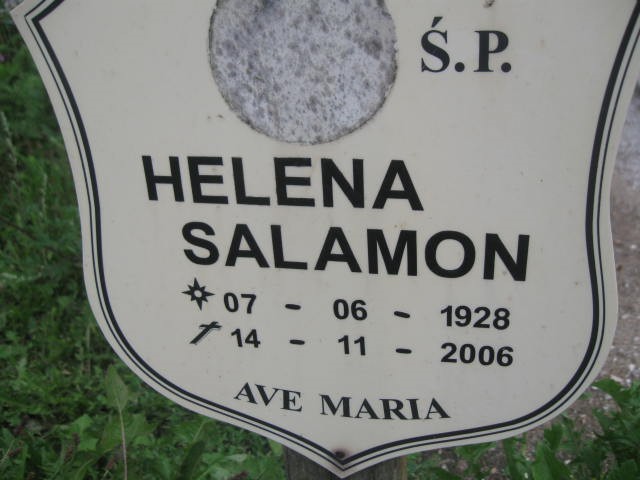 Ś.P.
HELENA
SALAMON
07 - 06 - 1928
14 - 11 - 2006
AVE MARIA